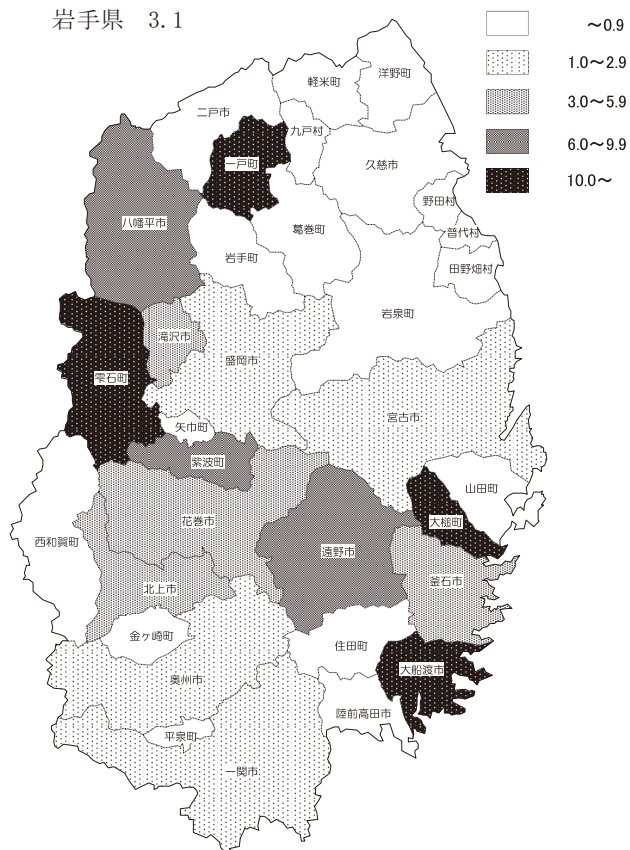 岩手県　3.1
～0.9
1.0～2.9
3.0～5.9
6.0～9.9
10.0～
洋野町
軽米町
二戸市
九戸村
一戸町
久慈市
野田村
八幡平市
葛巻町
普代村
岩手町
田野畑村
岩泉町
滝沢市
盛岡市
雫石町
宮古市
矢巾町
紫波町
山田町
花巻市
大槌町
西和賀町
遠野市
釜石市
北上市
金ヶ崎町
住田町
大船渡市
奥州市
陸前高田市
平泉町
一関市